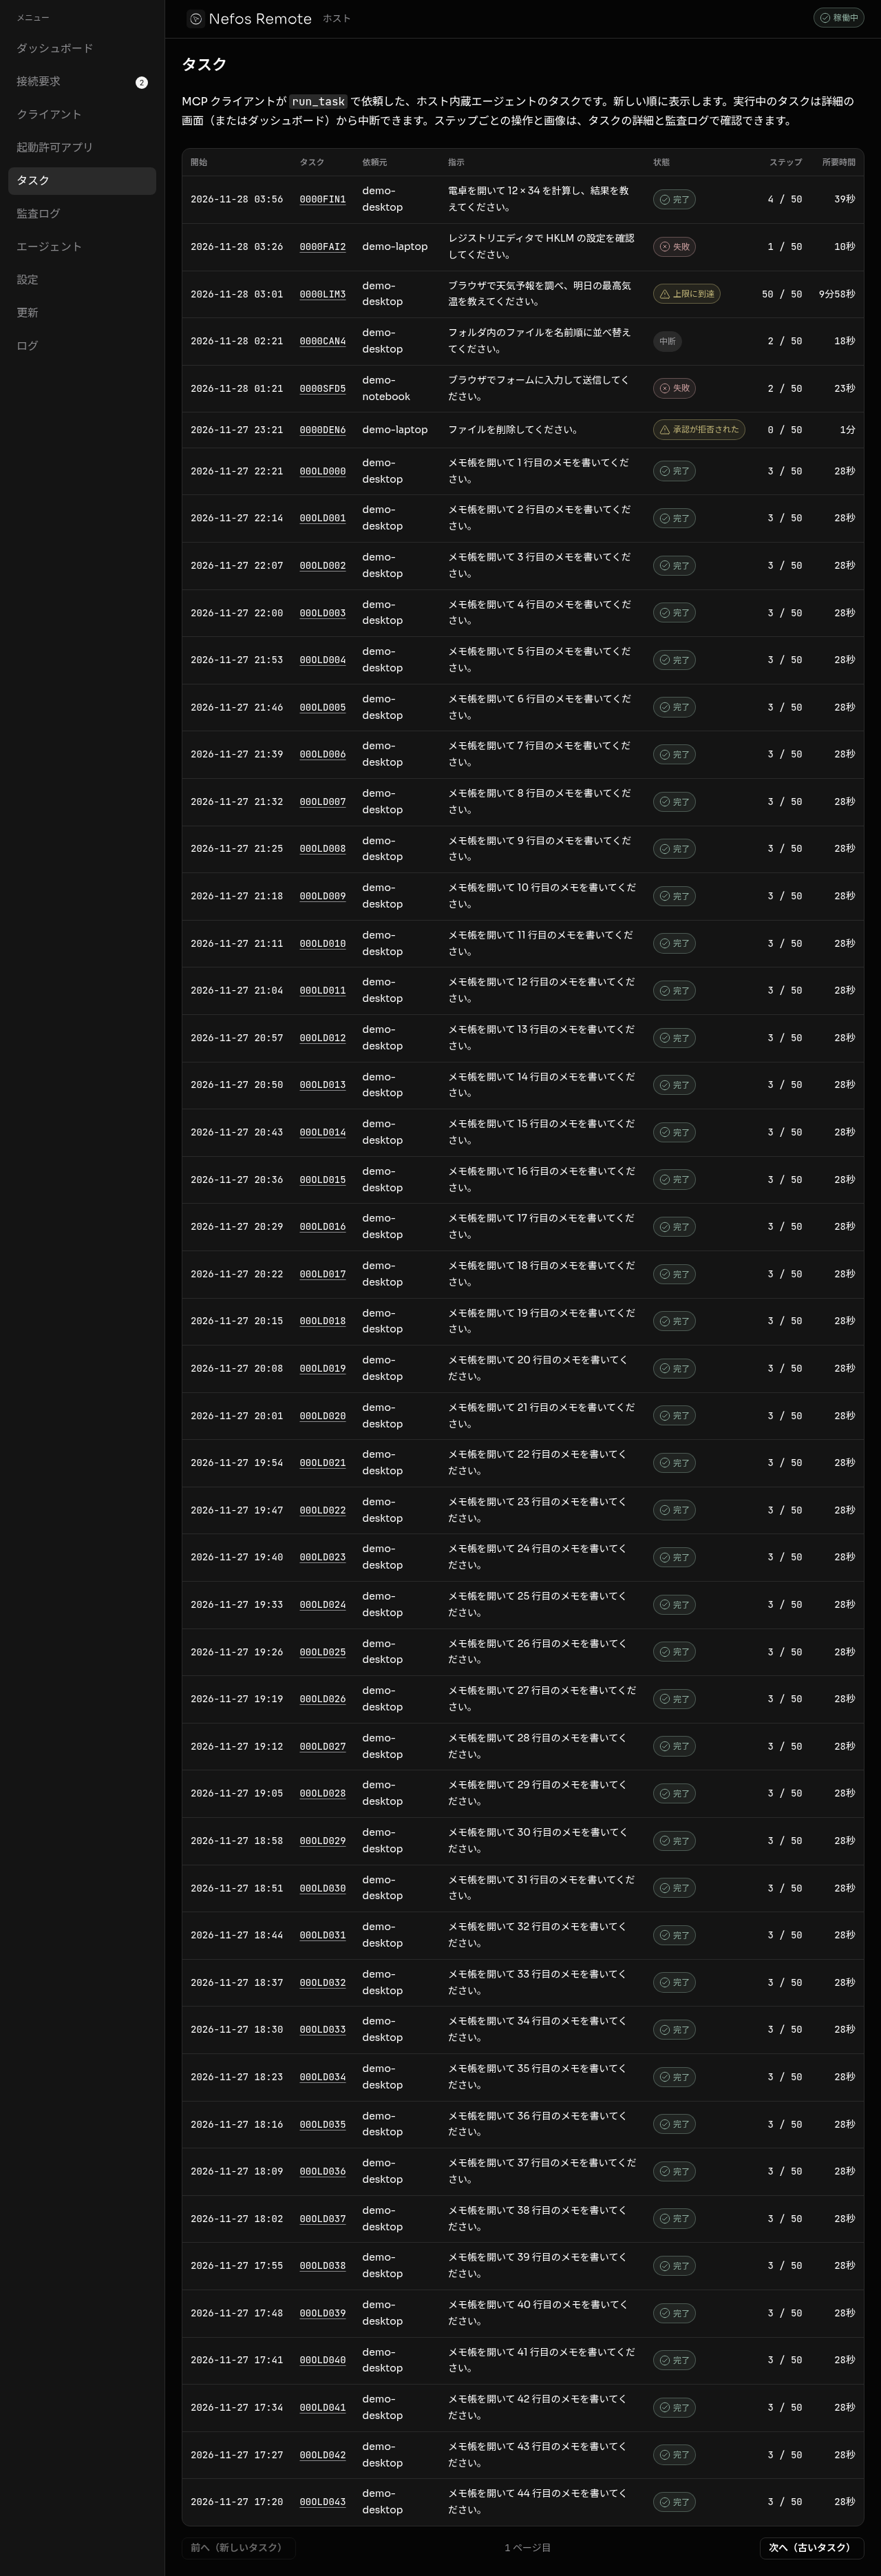 メニュー
ダッシュボード
接続要求 2
クライアント
起動許可アプリ
タスク
監査ログ
エージェント
設定
更新
ログ
Nefos Remote ホスト 稼働中
タスク
MCP クライアントが run_task で依頼した、ホスト内蔵エージェントのタスクです。新しい順に表示します。実行中のタスクは詳細の
画面（またはダッシュボード）から中断できます。ステップごとの操作と画像は、タスクの詳細と監査ログで確認できます。
開始 タスク 依頼元 指示 状態 ステップ 所要時間
2026-11-28 03:56 0000FIN1 demo-desktop 電卓を開いて 12 × 34 を計算し、結果を教えてください。 完了 4 / 50 39秒
2026-11-28 03:26 0000FAI2 demo-laptop レジストリエディタで HKLM の設定を確認してください。 失敗 1 / 50 10秒
2026-11-28 03:01 0000LIM3 demo-desktop ブラウザで天気予報を調べ、明日の最高気温を教えてください。 上限に到達 50 / 50 9分58秒
2026-11-28 02:21 0000CAN4 demo-desktop フォルダ内のファイルを名前順に並べ替えてください。 中断 2 / 50 18秒
2026-11-28 01:21 0000SFD5 demo-notebook ブラウザでフォームに入力して送信してください。 失敗 2 / 50 23秒
2026-11-27 23:21 0000DEN6 demo-laptop ファイルを削除してください。 承認が拒否された 0 / 50 1分
2026-11-27 22:21 00OLD000 demo-desktop メモ帳を開いて 1 行目のメモを書いてください。 完了 3 / 50 28秒
2026-11-27 22:14 00OLD001 demo-desktop メモ帳を開いて 2 行目のメモを書いてください。 完了 3 / 50 28秒
2026-11-27 22:07 00OLD002 demo-desktop メモ帳を開いて 3 行目のメモを書いてください。 完了 3 / 50 28秒
2026-11-27 22:00 00OLD003 demo-desktop メモ帳を開いて 4 行目のメモを書いてください。 完了 3 / 50 28秒
2026-11-27 21:53 00OLD004 demo-desktop メモ帳を開いて 5 行目のメモを書いてください。 完了 3 / 50 28秒
2026-11-27 21:46 00OLD005 demo-desktop メモ帳を開いて 6 行目のメモを書いてください。 完了 3 / 50 28秒
2026-11-27 21:39 00OLD006 demo-desktop メモ帳を開いて 7 行目のメモを書いてください。 完了 3 / 50 28秒
2026-11-27 21:32 00OLD007 demo-desktop メモ帳を開いて 8 行目のメモを書いてください。 完了 3 / 50 28秒
2026-11-27 21:25 00OLD008 demo-desktop メモ帳を開いて 9 行目のメモを書いてください。 完了 3 / 50 28秒
2026-11-27 21:18 00OLD009 demo-desktop メモ帳を開いて 10 行目のメモを書いてください。 完了 3 / 50 28秒
2026-11-27 21:11 00OLD010 demo-desktop メモ帳を開いて 11 行目のメモを書いてください。 完了 3 / 50 28秒
2026-11-27 21:04 00OLD011 demo-desktop メモ帳を開いて 12 行目のメモを書いてください。 完了 3 / 50 28秒
2026-11-27 20:57 00OLD012 demo-desktop メモ帳を開いて 13 行目のメモを書いてください。 完了 3 / 50 28秒
2026-11-27 20:50 00OLD013 demo-desktop メモ帳を開いて 14 行目のメモを書いてください。 完了 3 / 50 28秒
2026-11-27 20:43 00OLD014 demo-desktop メモ帳を開いて 15 行目のメモを書いてください。 完了 3 / 50 28秒
2026-11-27 20:36 00OLD015 demo-desktop メモ帳を開いて 16 行目のメモを書いてください。 完了 3 / 50 28秒
2026-11-27 20:29 00OLD016 demo-desktop メモ帳を開いて 17 行目のメモを書いてください。 完了 3 / 50 28秒
2026-11-27 20:22 00OLD017 demo-desktop メモ帳を開いて 18 行目のメモを書いてください。 完了 3 / 50 28秒
2026-11-27 20:15 00OLD018 demo-desktop メモ帳を開いて 19 行目のメモを書いてください。 完了 3 / 50 28秒
2026-11-27 20:08 00OLD019 demo-desktop メモ帳を開いて 20 行目のメモを書いてください。 完了 3 / 50 28秒
2026-11-27 20:01 00OLD020 demo-desktop メモ帳を開いて 21 行目のメモを書いてください。 完了 3 / 50 28秒
2026-11-27 19:54 00OLD021 demo-desktop メモ帳を開いて 22 行目のメモを書いてください。 完了 3 / 50 28秒
2026-11-27 19:47 00OLD022 demo-desktop メモ帳を開いて 23 行目のメモを書いてください。 完了 3 / 50 28秒
2026-11-27 19:40 00OLD023 demo-desktop メモ帳を開いて 24 行目のメモを書いてください。 完了 3 / 50 28秒
2026-11-27 19:33 00OLD024 demo-desktop メモ帳を開いて 25 行目のメモを書いてください。 完了 3 / 50 28秒
2026-11-27 19:26 00OLD025 demo-desktop メモ帳を開いて 26 行目のメモを書いてください。 完了 3 / 50 28秒
2026-11-27 19:19 00OLD026 demo-desktop メモ帳を開いて 27 行目のメモを書いてください。 完了 3 / 50 28秒
2026-11-27 19:12 00OLD027 demo-desktop メモ帳を開いて 28 行目のメモを書いてください。 完了 3 / 50 28秒
2026-11-27 19:05 00OLD028 demo-desktop メモ帳を開いて 29 行目のメモを書いてください。 完了 3 / 50 28秒
2026-11-27 18:58 00OLD029 demo-desktop メモ帳を開いて 30 行目のメモを書いてください。 完了 3 / 50 28秒
2026-11-27 18:51 00OLD030 demo-desktop メモ帳を開いて 31 行目のメモを書いてください。 完了 3 / 50 28秒
2026-11-27 18:44 00OLD031 demo-desktop メモ帳を開いて 32 行目のメモを書いてください。 完了 3 / 50 28秒
2026-11-27 18:37 00OLD032 demo-desktop メモ帳を開いて 33 行目のメモを書いてください。 完了 3 / 50 28秒
2026-11-27 18:30 00OLD033 demo-desktop メモ帳を開いて 34 行目のメモを書いてください。 完了 3 / 50 28秒
2026-11-27 18:23 00OLD034 demo-desktop メモ帳を開いて 35 行目のメモを書いてください。 完了 3 / 50 28秒
2026-11-27 18:16 00OLD035 demo-desktop メモ帳を開いて 36 行目のメモを書いてください。 完了 3 / 50 28秒
2026-11-27 18:09 00OLD036 demo-desktop メモ帳を開いて 37 行目のメモを書いてください。 完了 3 / 50 28秒
2026-11-27 18:02 00OLD037 demo-desktop メモ帳を開いて 38 行目のメモを書いてください。 完了 3 / 50 28秒
2026-11-27 17:55 00OLD038 demo-desktop メモ帳を開いて 39 行目のメモを書いてください。 完了 3 / 50 28秒
2026-11-27 17:48 00OLD039 demo-desktop メモ帳を開いて 40 行目のメモを書いてください。 完了 3 / 50 28秒
2026-11-27 17:41 00OLD040 demo-desktop メモ帳を開いて 41 行目のメモを書いてください。 完了 3 / 50 28秒
2026-11-27 17:34 00OLD041 demo-desktop メモ帳を開いて 42 行目のメモを書いてください。 完了 3 / 50 28秒
2026-11-27 17:27 00OLD042 demo-desktop メモ帳を開いて 43 行目のメモを書いてください。 完了 3 / 50 28秒
2026-11-27 17:20 00OLD043 demo-desktop メモ帳を開いて 44 行目のメモを書いてください。 完了 3 / 50 28秒
前へ（新しいタスク） 1 ページ目 次へ（古いタスク）